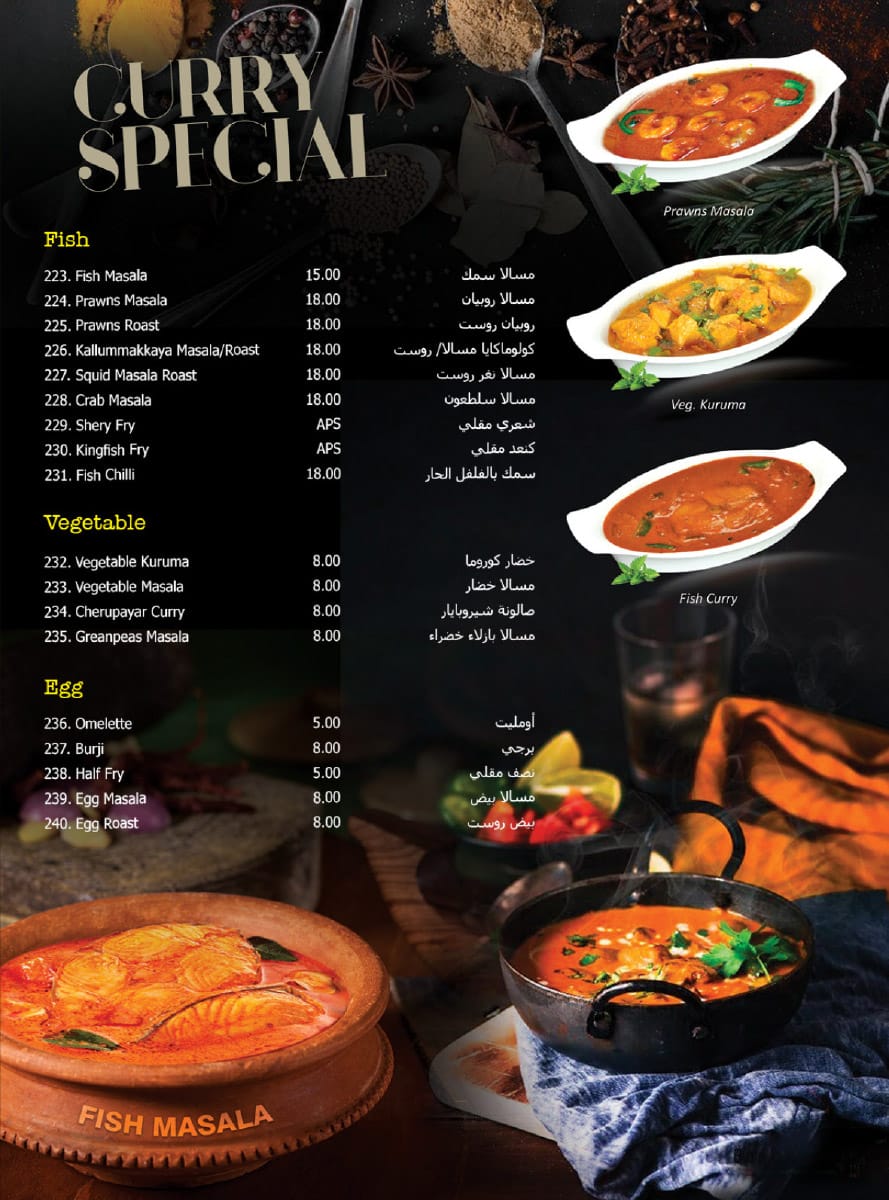 CURRY
SPECIAL
Prawns Masala
Fish
223. Fish Masala 15.00 مسالا سمك
224. Prawns Masala 18.00 مسالا روبيان
225. Prawns Roast 18.00 روبيان روست
226. Kallummakkaya Masala/Roast 18.00 كولوماكايا مسالا/ روست
227. Squid Masala Roast 18.00 مسالا نغر روست
228. Crab Masala 18.00 مسالا سلطعون
229. Shery Fry APS شعري مقلي
230. Kingfish Fry APS كنعد مقلي
231. Fish Chilli 18.00 سمك بالفلفل الحار
Veg. Kuruma
Vegetable
232. Vegetable Kuruma 8.00 خضار كوروما
233. Vegetable Masala 8.00 مسالا خضار
234. Cherupayar Curry 8.00 صالونة شيروبايار
235. Greanpeas Masala 8.00 مسالا بازلاء خضراء
Fish Curry
Egg
236. Omelette 5.00 أومليت
237. Burji 8.00 برجي
238. Half Fry 5.00 نصف مقلي
239. Egg Masala 8.00 مسالا بيض
240. Egg Roast 8.00 بيض روست
FISH MASALA